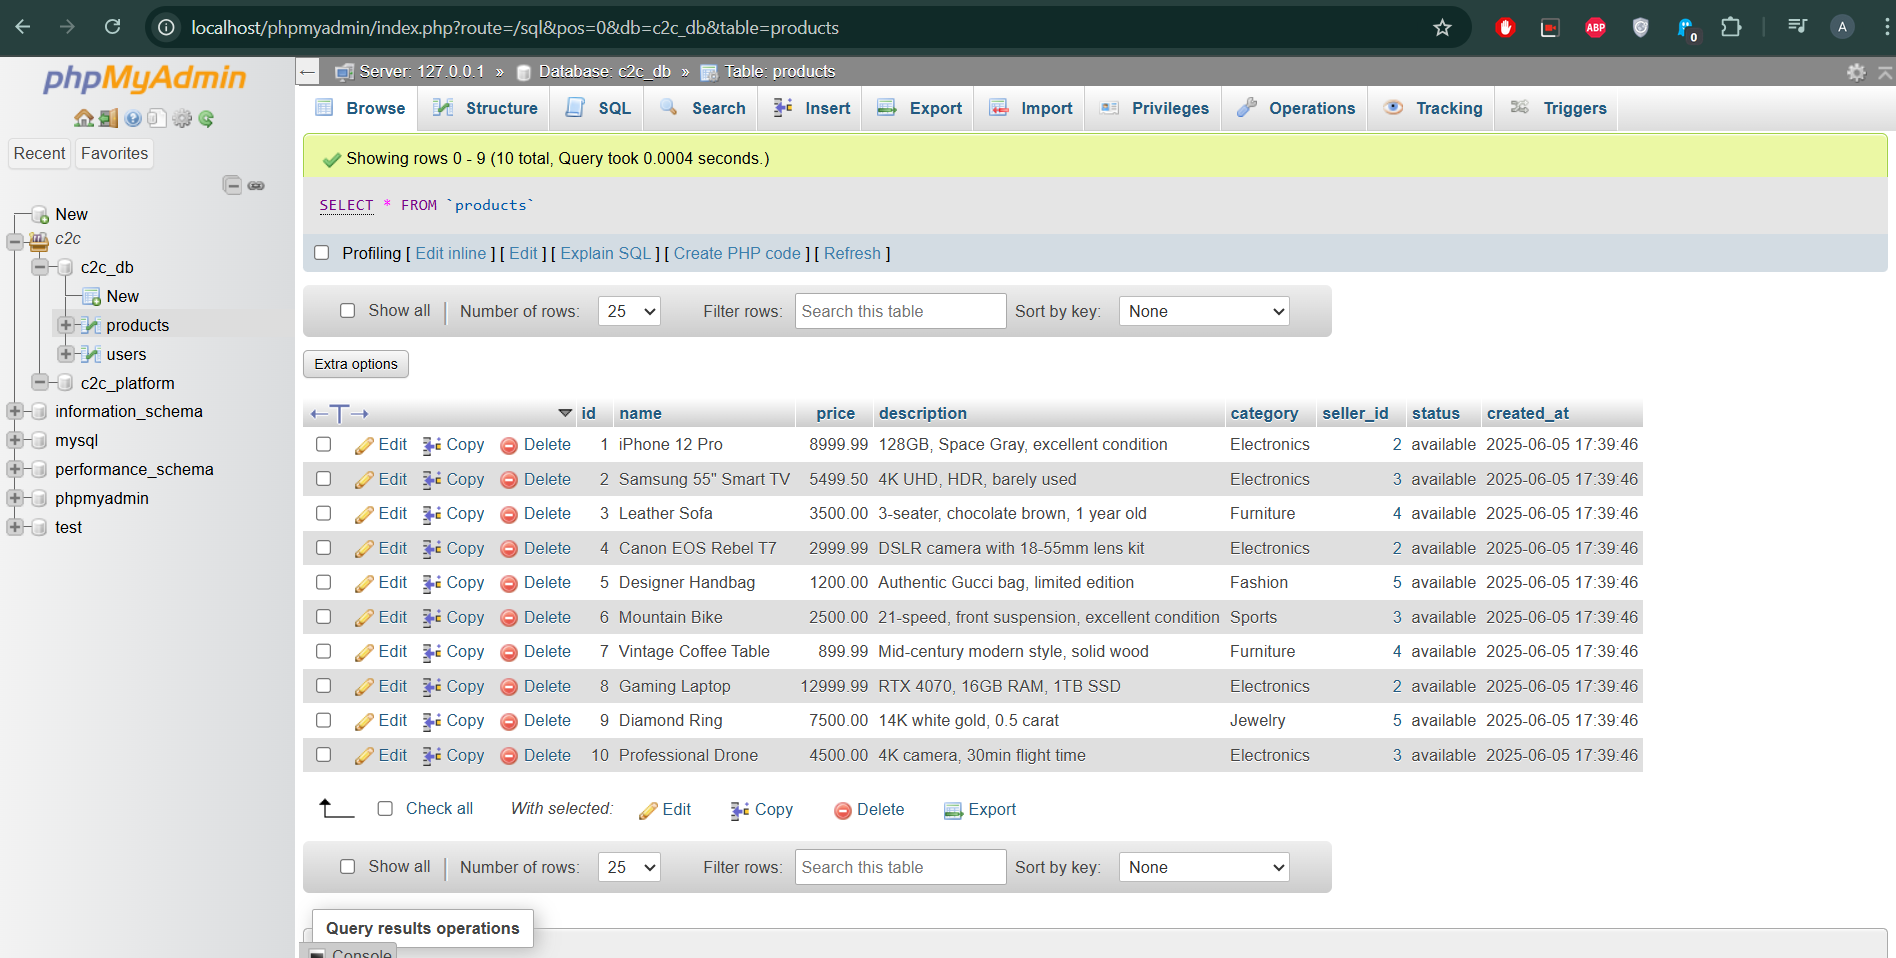 localhost/phpmyadmin/index.php?route=/sql&pos=0&db=c2c_db&table=products
ABP
0
A
phpMyAdmin
Recent Favorites
New
c2c
c2c_db
New
products
users
c2c_platform
information_schema
mysql
performance_schema
phpmyadmin
test
Server: 127.0.0.1 » Database: c2c_db » Table: products
Browse Structure SQL Search Insert Export Import Privileges Operations Tracking Triggers
Showing rows 0 - 9 (10 total, Query took 0.0004 seconds.)
SELECT * FROM `products`
Profiling [ Edit inline ] [ Edit ] [ Explain SQL ] [ Create PHP code ] [ Refresh ]
Show all Number of rows: 25 Filter rows: Search this table Sort by key: None
Extra options
←T→ id name price description category seller_id status created_at
Edit Copy Delete 1 iPhone 12 Pro 8999.99 128GB, Space Gray, excellent condition Electronics 2 available 2025-06-05 17:39:46
Edit Copy Delete 2 Samsung 55" Smart TV 5499.50 4K UHD, HDR, barely used Electronics 3 available 2025-06-05 17:39:46
Edit Copy Delete 3 Leather Sofa 3500.00 3-seater, chocolate brown, 1 year old Furniture 4 available 2025-06-05 17:39:46
Edit Copy Delete 4 Canon EOS Rebel T7 2999.99 DSLR camera with 18-55mm lens kit Electronics 2 available 2025-06-05 17:39:46
Edit Copy Delete 5 Designer Handbag 1200.00 Authentic Gucci bag, limited edition Fashion 5 available 2025-06-05 17:39:46
Edit Copy Delete 6 Mountain Bike 2500.00 21-speed, front suspension, excellent condition Sports 3 available 2025-06-05 17:39:46
Edit Copy Delete 7 Vintage Coffee Table 899.99 Mid-century modern style, solid wood Furniture 4 available 2025-06-05 17:39:46
Edit Copy Delete 8 Gaming Laptop 12999.99 RTX 4070, 16GB RAM, 1TB SSD Electronics 2 available 2025-06-05 17:39:46
Edit Copy Delete 9 Diamond Ring 7500.00 14K white gold, 0.5 carat Jewelry 5 available 2025-06-05 17:39:46
Edit Copy Delete 10 Professional Drone 4500.00 4K camera, 30min flight time Electronics 3 available 2025-06-05 17:39:46
Check all With selected: Edit Copy Delete Export
Show all Number of rows: 25 Filter rows: Search this table Sort by key: None
Query results operations
Console